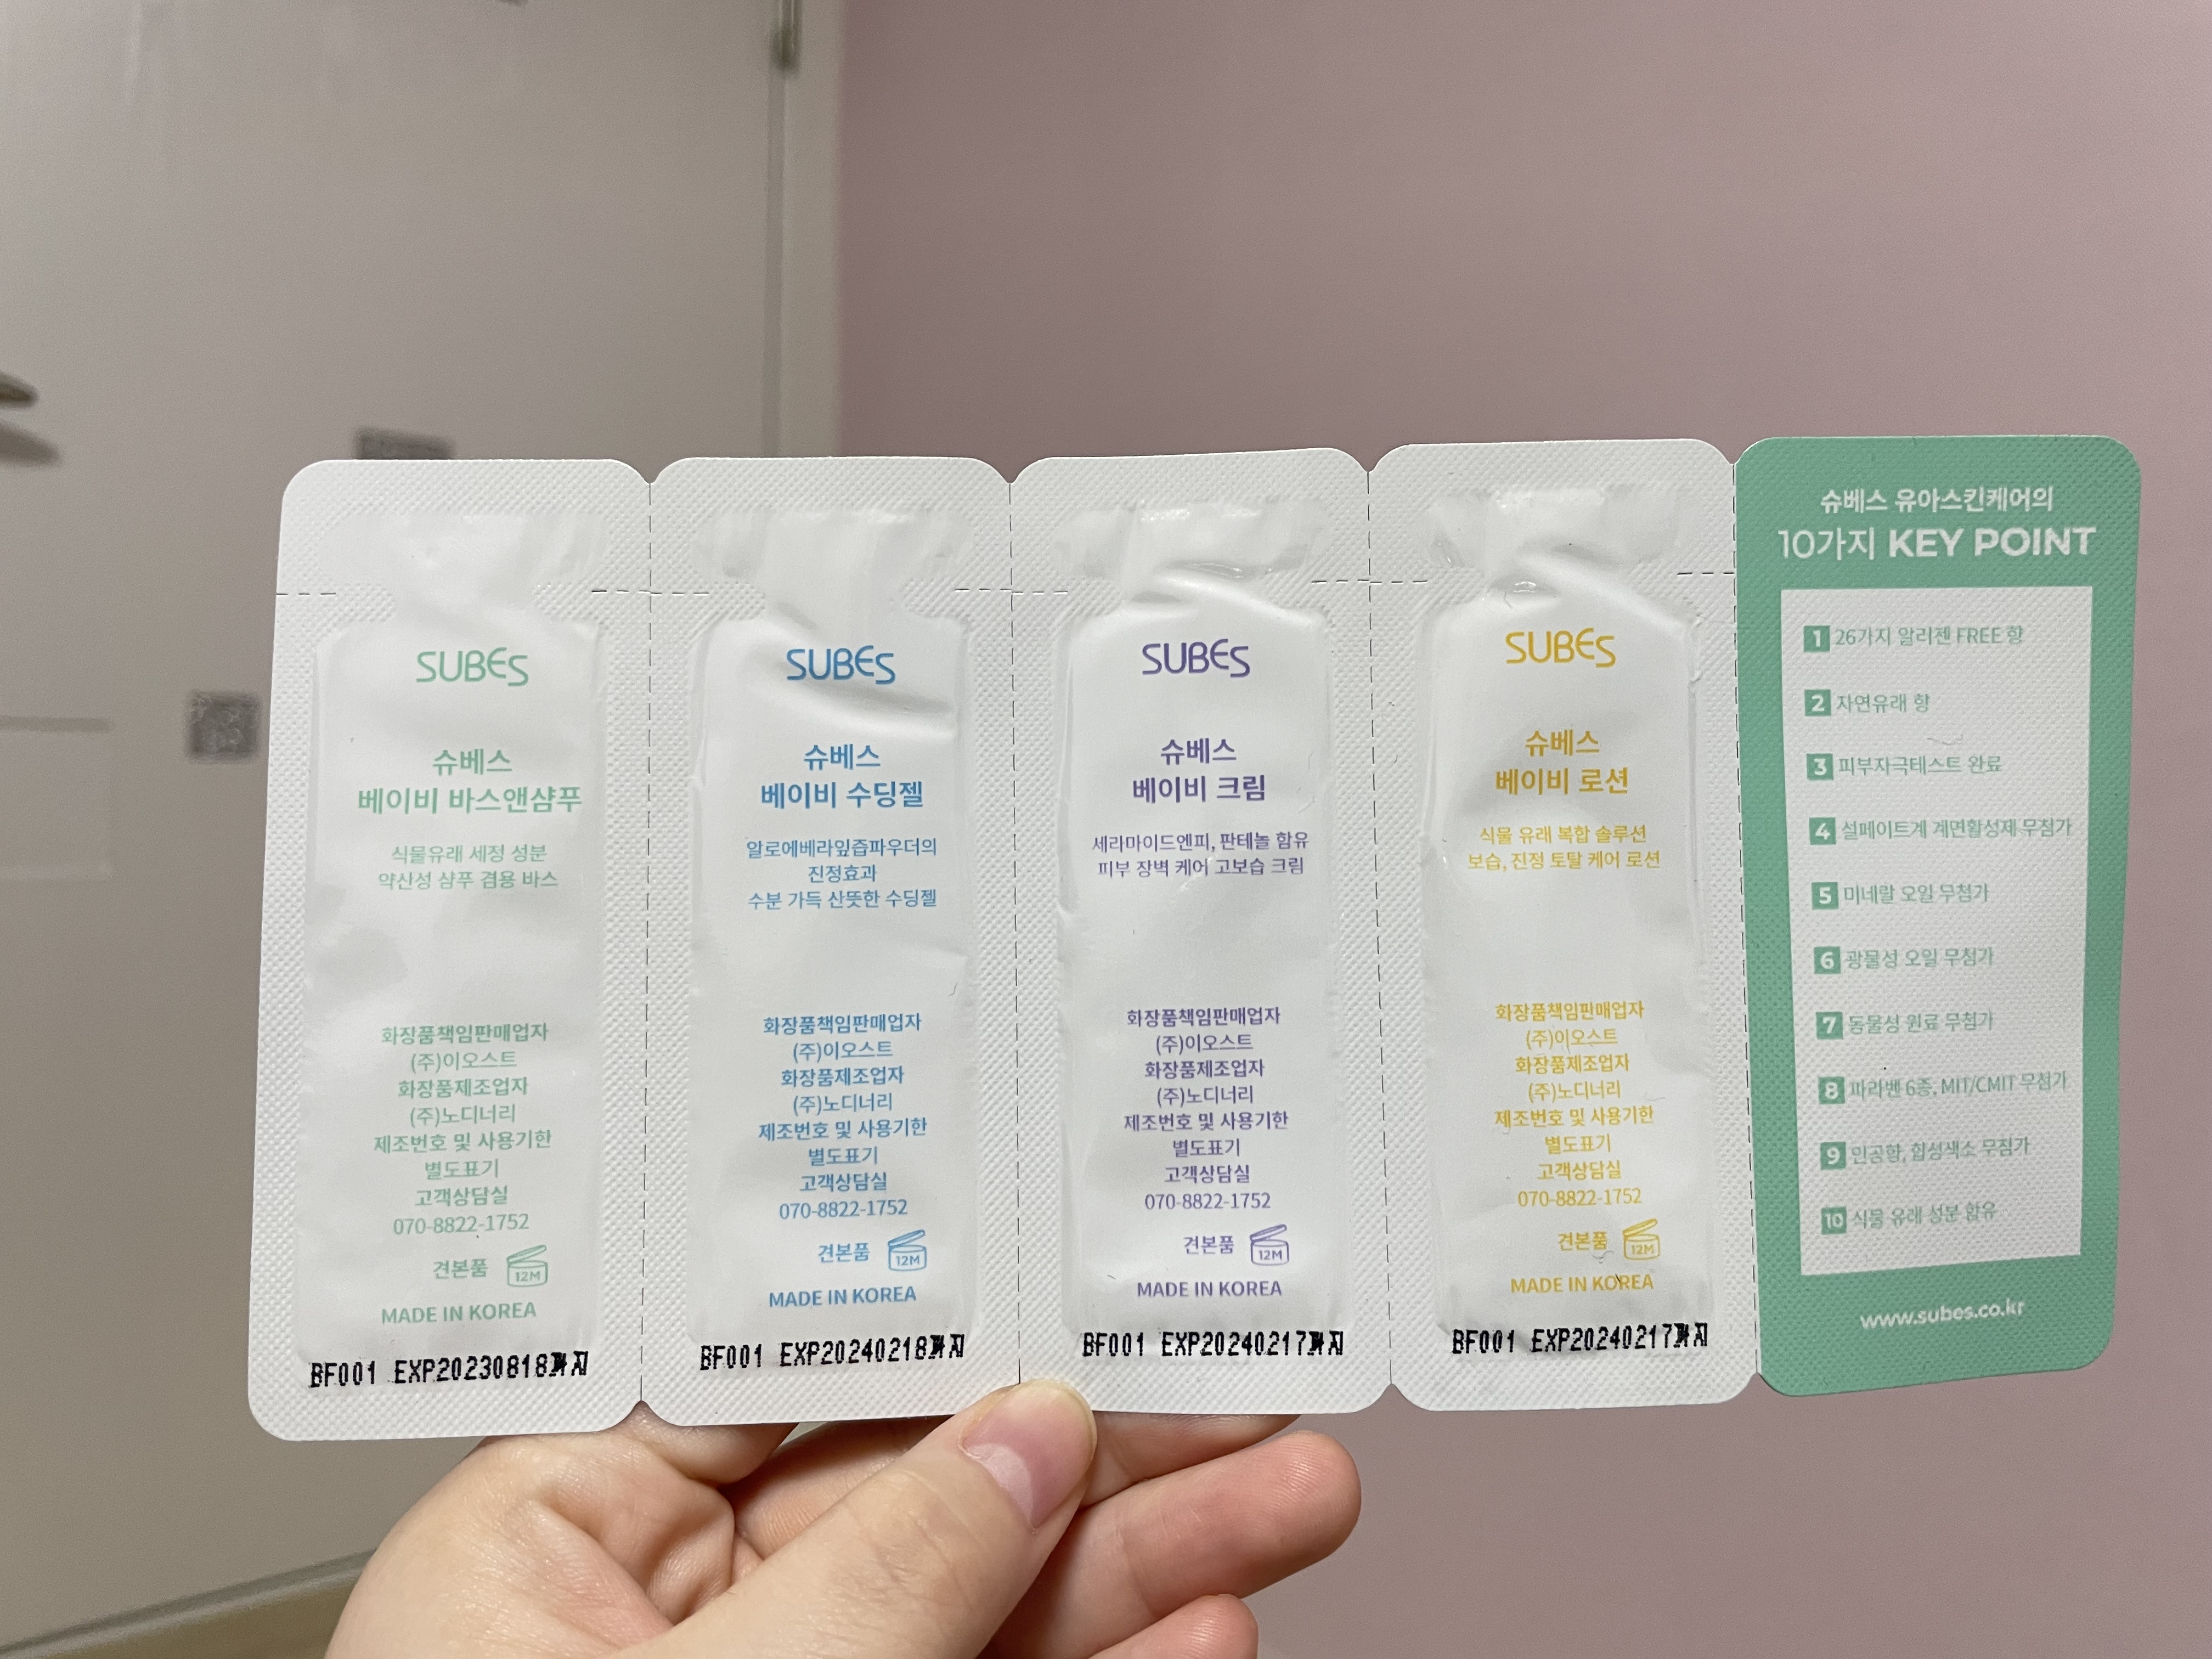 SUBES
슈베스
베이비 바스앤샴푸
식물유래 세정 성분
약산성 샴푸 겸용 바스
화장품책임판매업자
(주)이오스트
화장품제조업자
(주)노디너리
제조번호 및 사용기한
별도표기
고객상담실
070-8822-1752
견본품 12M
MADE IN KOREA
BF001 EXP20230818까지
SUBES
슈베스
베이비 수딩젤
알로에베라잎즙파우더의
진정효과
수분 가득 산뜻한 수딩젤
화장품책임판매업자
(주)이오스트
화장품제조업자
(주)노디너리
제조번호 및 사용기한
별도표기
고객상담실
070-8822-1752
견본품 12M
MADE IN KOREA
BF001 EXP20240218까지
SUBES
슈베스
베이비 크림
세라마이드엔피, 판테놀 함유
피부 장벽 케어 고보습 크림
화장품책임판매업자
(주)이오스트
화장품제조업자
(주)노디너리
제조번호 및 사용기한
별도표기
고객상담실
070-8822-1752
견본품 12M
MADE IN KOREA
BF001 EXP20240217까지
SUBES
슈베스
베이비 로션
식물 유래 복합 솔루션
보습, 진정 토탈 케어 로션
화장품책임판매업자
(주)이오스트
화장품제조업자
(주)노디너리
제조번호 및 사용기한
별도표기
고객상담실
070-8822-1752
견본품 12M
MADE IN KOREA
BF001 EXP20240217까지
슈베스 유아스킨케어의
10가지 KEY POINT
1 26가지 알러젠 FREE 향
2 자연유래 향
3 피부자극테스트 완료
4 설페이트계 계면활성제 무첨가
5 미네랄 오일 무첨가
6 광물성 오일 무첨가
7 동물성 원료 무첨가
8 파라벤 6종, MIT/CMIT 무첨가
9 인공향, 합성색소 무첨가
10 식물 유래 성분 함유
www.subes.co.kr